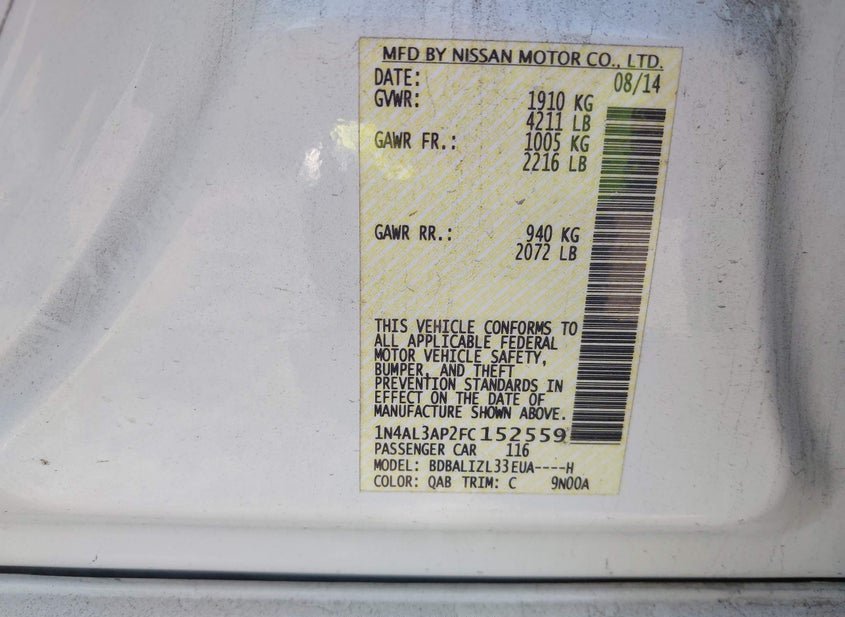 MFD BY NISSAN MOTOR CO., LTD.
DATE: 08/14
GVWR: 1910 KG
4211 LB
GAWR FR.: 1005 KG
2216 LB
GAWR RR.: 940 KG
2072 LB
THIS VEHICLE CONFORMS TO
ALL APPLICABLE FEDERAL
MOTOR VEHICLE SAFETY,
BUMPER, AND THEFT
PREVENTION STANDARDS IN
EFFECT ON THE DATE OF
MANUFACTURE SHOWN ABOVE.
1N4AL3AP2FC152559
PASSENGER CAR 116
MODEL: BDBALIZL33EUA----H
COLOR: QAB TRIM: C 9N00A